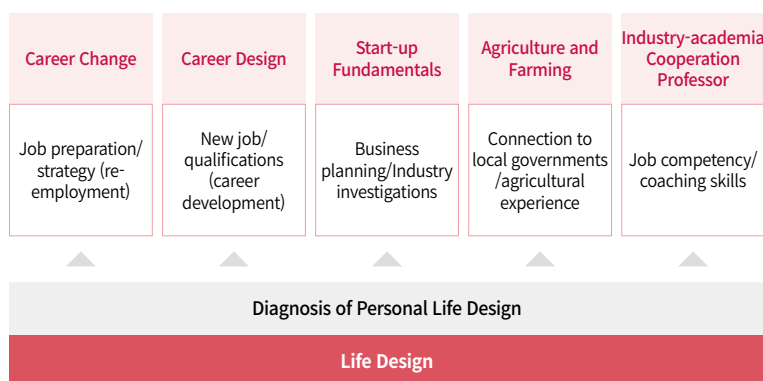 Career Change
Job preparation/
strategy (re-
employment)
Career Design
New job/
qualifications
(career
development)
Start-up
Fundamentals
Business
planning/Industry
investigations
Agriculture and
Farming
Connection to
local governments
/agricultural
experience
Industry-academia
Cooperation
Professor
Job competency/
coaching skills
Diagnosis of Personal Life Design
Life Design